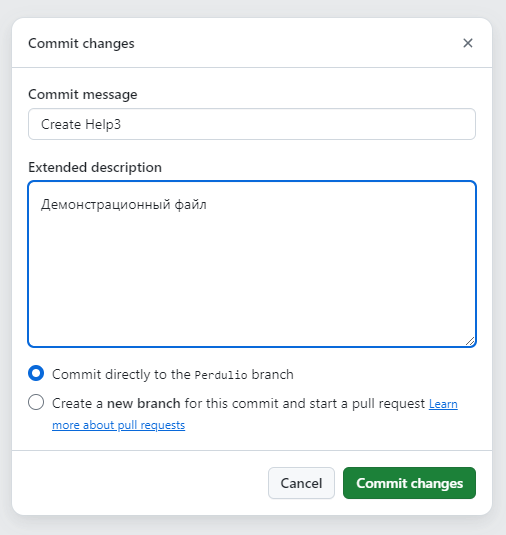 Commit changes
Commit message
Create Help3
Extended description
Демонстрационный файл
Commit directly to the Perdulio branch
Create a new branch for this commit and start a pull request Learn
more about pull requests
Cancel
Commit changes